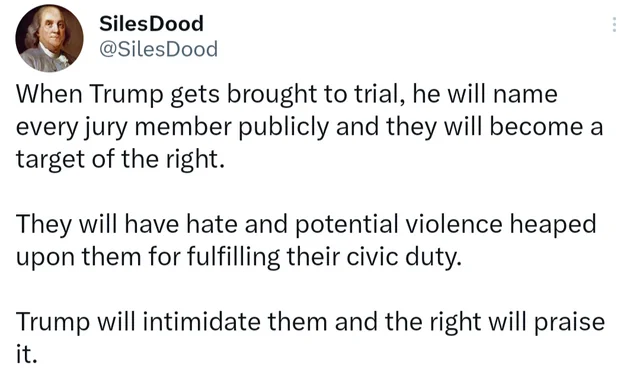 SilesDood
@SilesDood
When Trump gets brought to trial, he will name
every jury member publicly and they will become a
target of the right.
They will have hate and potential violence heaped
upon them for fulfilling their civic duty.
Trump will intimidate them and the right will praise
it.